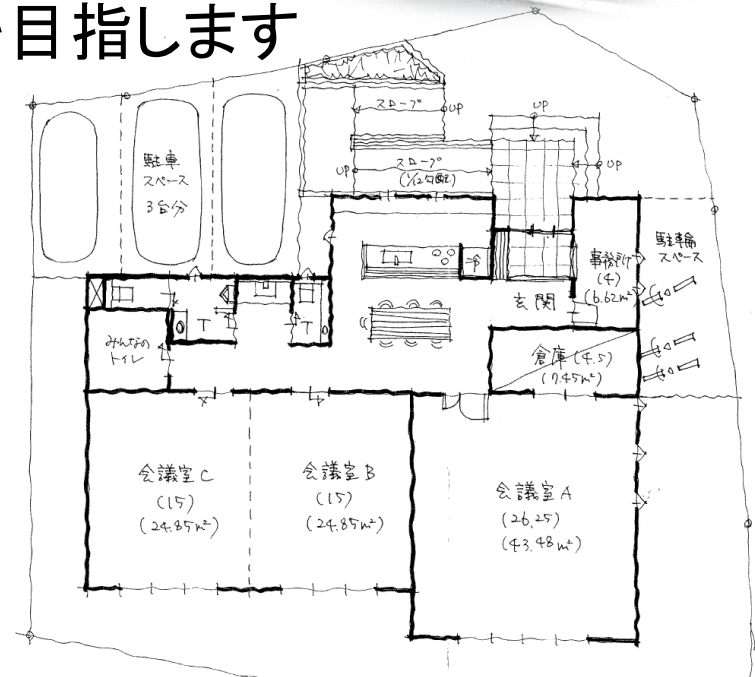 目指します
スロープ
UP
UP
UP
スロープ
(1/12勾配)
UP
UP
駐車
スペース
3台分
冷
事務所
(4)
(6.62m²)
駐輪
スペース
玄関
T
T
みんなの
トイレ
倉庫(4.5)
(7.45m²)
会議室C
(15)
(24.85m²)
会議室B
(15)
(24.85m²)
会議室A
(26.25)
(43.48m²)